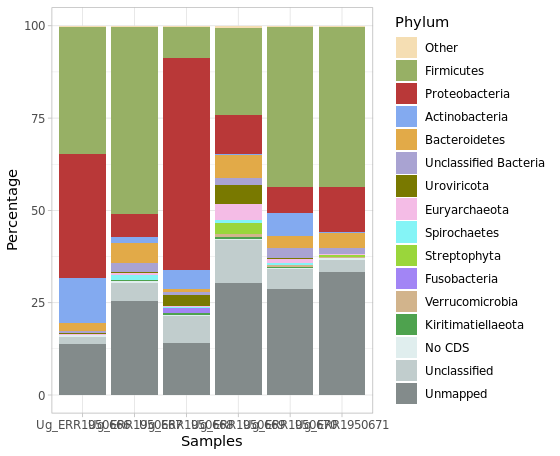 Phylum
Other
Firmicutes
Proteobacteria
Actinobacteria
Bacteroidetes
Unclassified Bacteria
Uroviricota
Euryarchaeota
Spirochaetes
Streptophyta
Fusobacteria
Verrucomicrobia
Kiritimatiellaeota
No CDS
Unclassified
Unmapped
Percentage
100
75
50
25
0
Samples